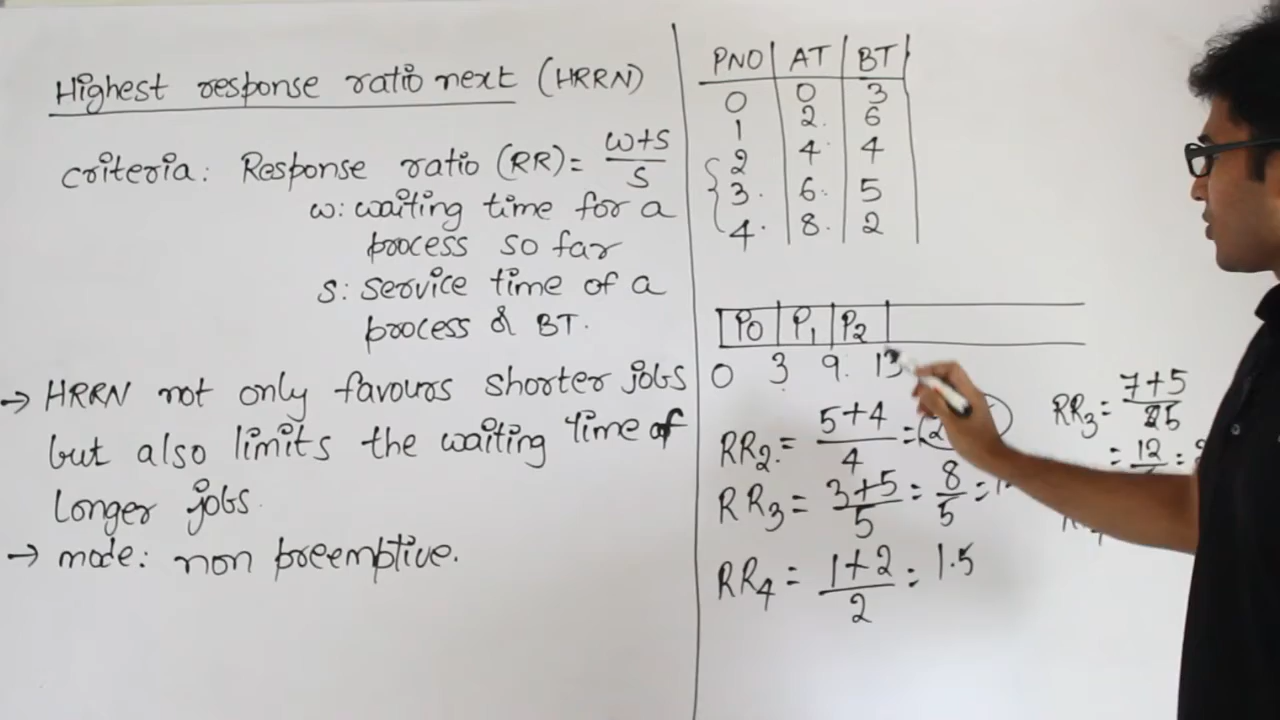 Highest response ratio next (HRRN)
criteria: Response ratio (RR) = w+s
s
w: waiting time for a
process so far
s: service time of a
process & BT.
→ HRRN not only favours shorter jobs
but also limits the waiting time of
longer jobs.
→ mode: non preemptive.
PNO AT BT
0 0 3
1 2. 6
2 4. 4
3. 6. 5
4. 8. 2
P0 P1 P2
0 3 9. 13
RR2. = 5+4
4 = 2
RR3 = 3+5
5 = 8
5 = 1
RR4 = 1+2
2 = 1.5
RR3 = 7+5
5
= 12